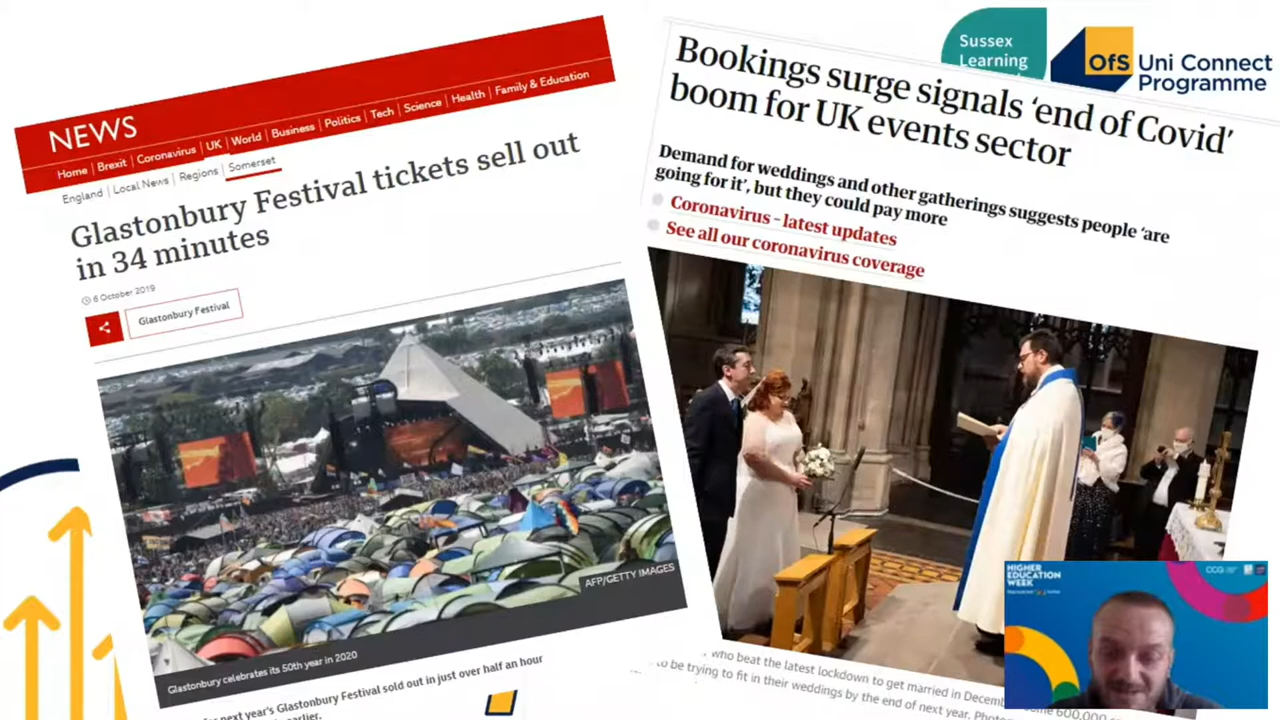 NEWS
Home | Brexit | Coronavirus | UK | World | Business | Politics | Tech | Science | Health | Family & Education
England | Local News | Regions | Somerset
Glastonbury Festival tickets sell out
in 34 minutes
6 October 2019
Glastonbury Festival
AFP/GETTY IMAGES
Glastonbury celebrates its 50th year in 2020
next year's Glastonbury Festival sold out in just over half an hour
earlier.
Sussex
Learning
OfS Uni Connect
Programme
Bookings surge signals 'end of Covid'
boom for UK events sector
Demand for weddings and other gatherings suggests people 'are
going for it', but they could pay more
Coronavirus – latest updates
See all our coronavirus coverage
who beat the latest lockdown to get married in
600,000
to be trying to fit in their weddings by the end of next year.
HIGHER
EDUCATION
WEEK
CCG